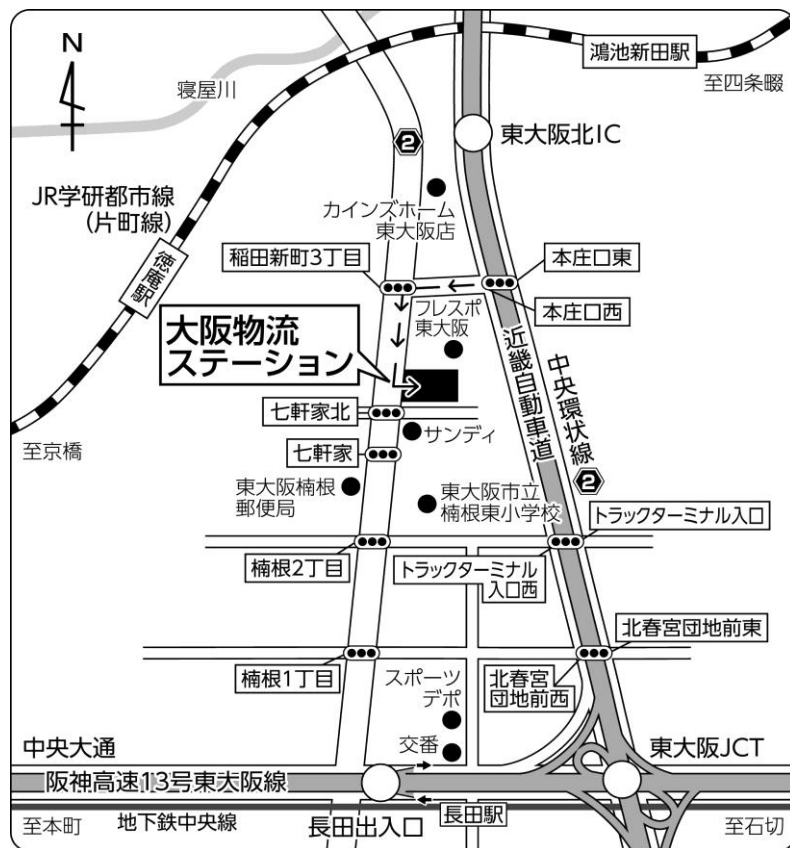 N
鴻池新田駅
至四条畷
寝屋川
2
東大阪北IC
JR学研都市線
(片町線)
カインズホーム
東大阪店
徳庵駅
稲田新町3丁目
本庄口東
本庄口西
フレスポ
東大阪
大阪物流
ステーション
近畿自動車道
中央環状線
七軒家北
サンディ
至京橋
七軒家
2
東大阪楠根
郵便局
東大阪市立
楠根東小学校
トラックターミナル入口
楠根2丁目
トラックターミナル
入口西
北春宮団地前東
楠根1丁目
スポーツ
デポ
北春宮
団地前西
中央大通
交番
東大阪JCT
阪神高速13号東大阪線
至本町
地下鉄中央線
長田出入口
長田駅
至石切